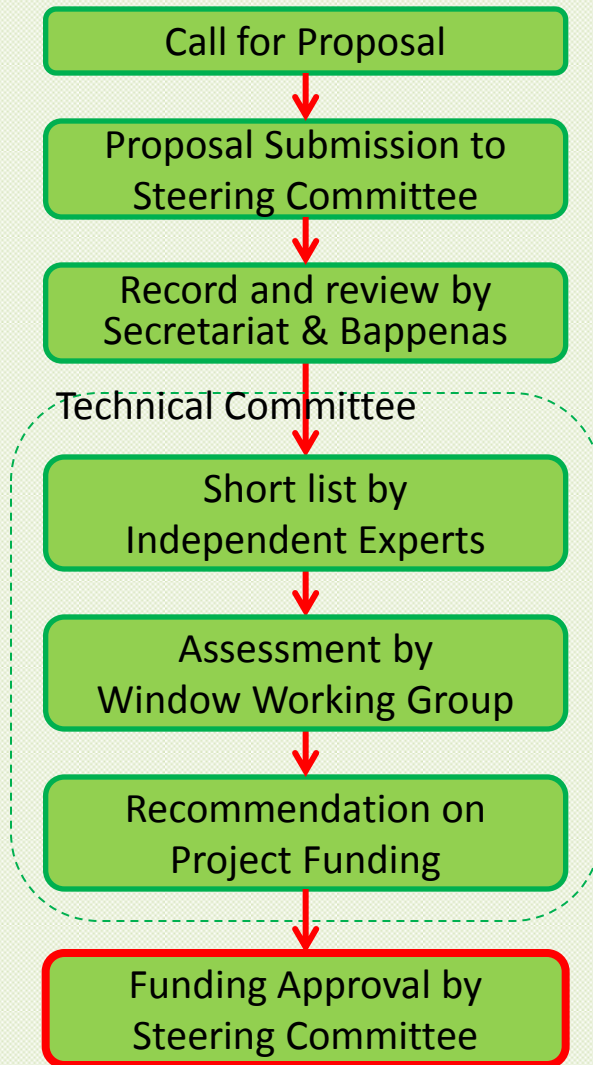 Call for Proposal
Proposal Submission to
Steering Committee
Record and review by
Secretariat & Bappenas
Technical Committee
Short list by
Independent Experts
Assessment by
Window Working Group
Recommendation on
Project Funding
Funding Approval by
Steering Committee